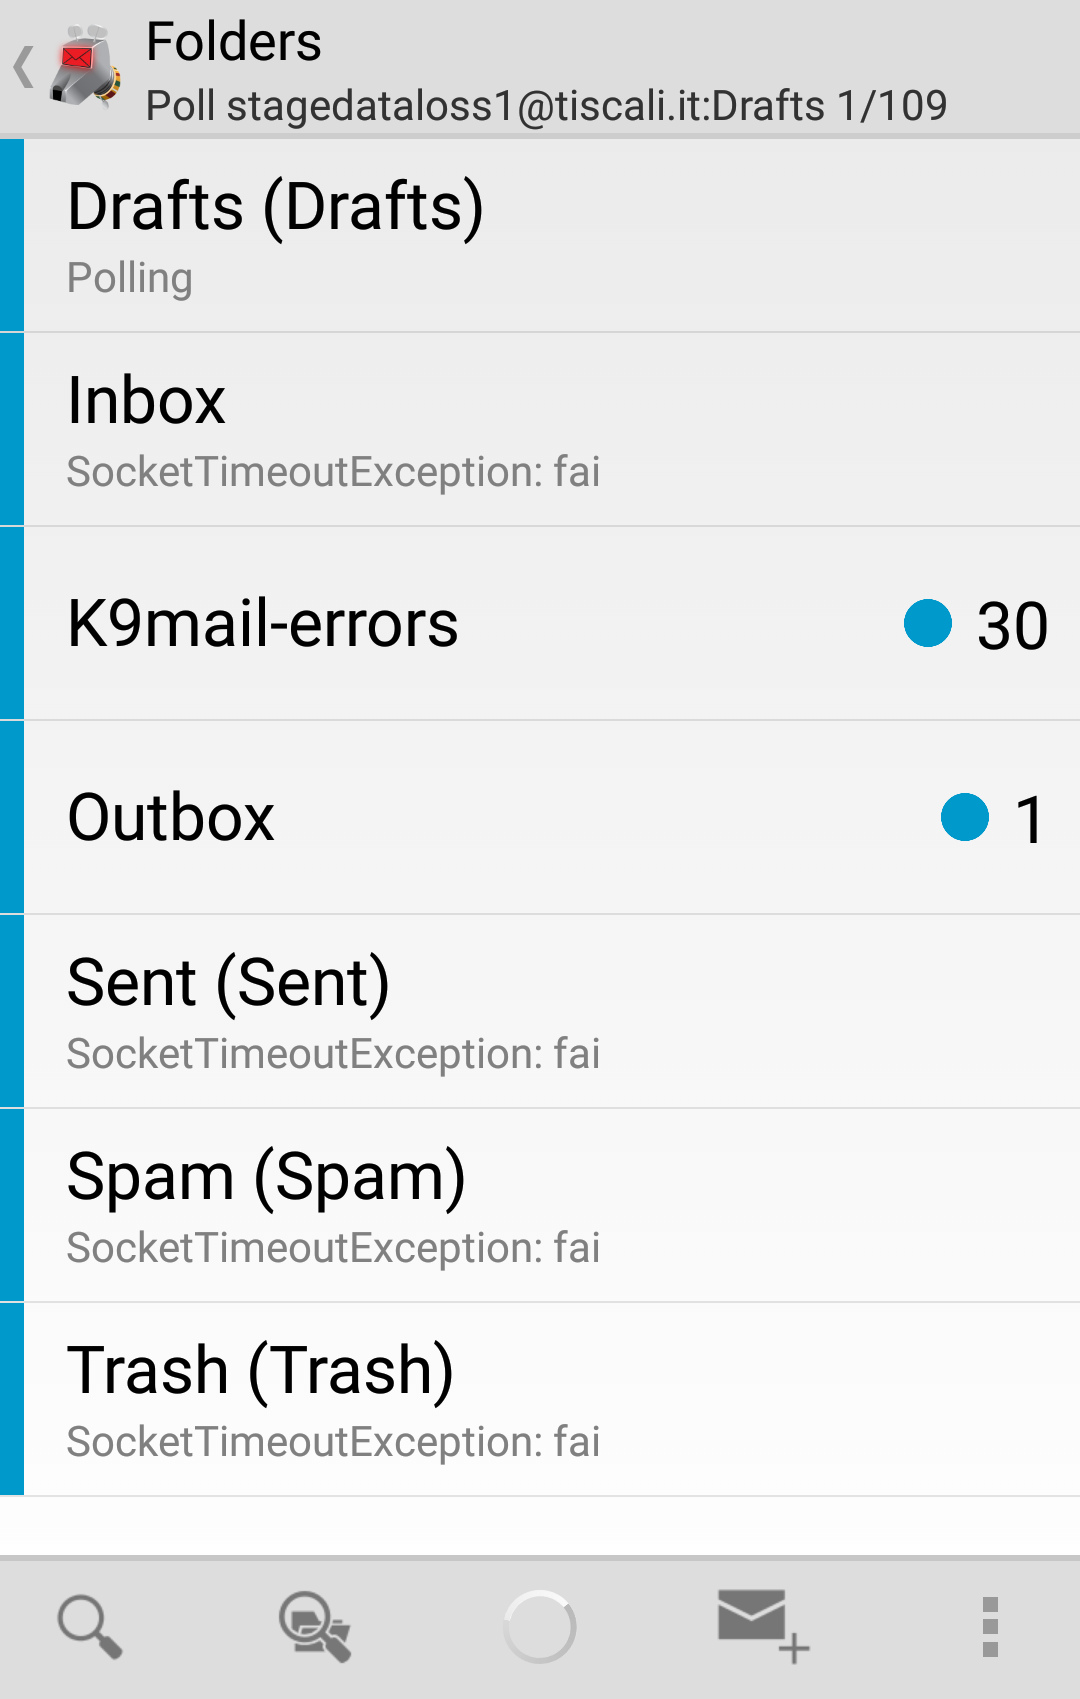 Folders
Poll stagedataloss1@tiscali.it:Drafts 1/109
Drafts (Drafts)
Polling
Inbox
SocketTimeoutException: fai
K9mail-errors 30
Outbox 1
Sent (Sent)
SocketTimeoutException: fai
Spam (Spam)
SocketTimeoutException: fai
Trash (Trash)
SocketTimeoutException: fai